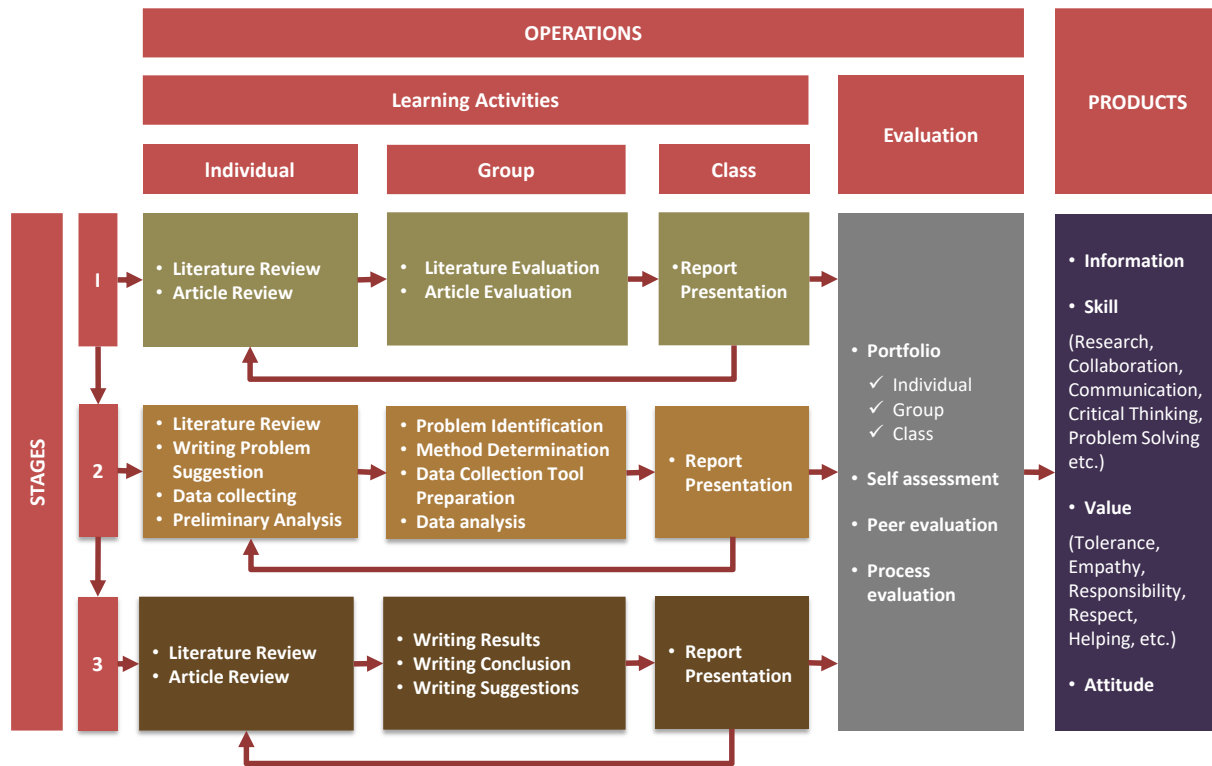 OPERATIONS
PRODUCTS
Learning Activities
Evaluation
Individual
Group
Class
STAGES
1
• Literature Review
• Article Review
• Literature Evaluation
• Article Evaluation
• Report
Presentation
2
• Literature Review
• Writing Problem
Suggestion
• Data collecting
• Preliminary Analysis
• Problem Identification
• Method Determination
• Data Collection Tool
Preparation
• Data analysis
• Report
Presentation
3
• Literature Review
• Article Review
• Writing Results
• Writing Conclusion
• Writing Suggestions
• Report
Presentation
• Portfolio
✓ Individual
✓ Group
✓ Class
• Self assessment
• Peer evaluation
• Process
evaluation
• Information
• Skill
(Research,
Collaboration,
Communication,
Critical Thinking,
Problem Solving
etc.)
• Value
(Tolerance,
Empathy,
Responsibility,
Respect,
Helping, etc.)
• Attitude